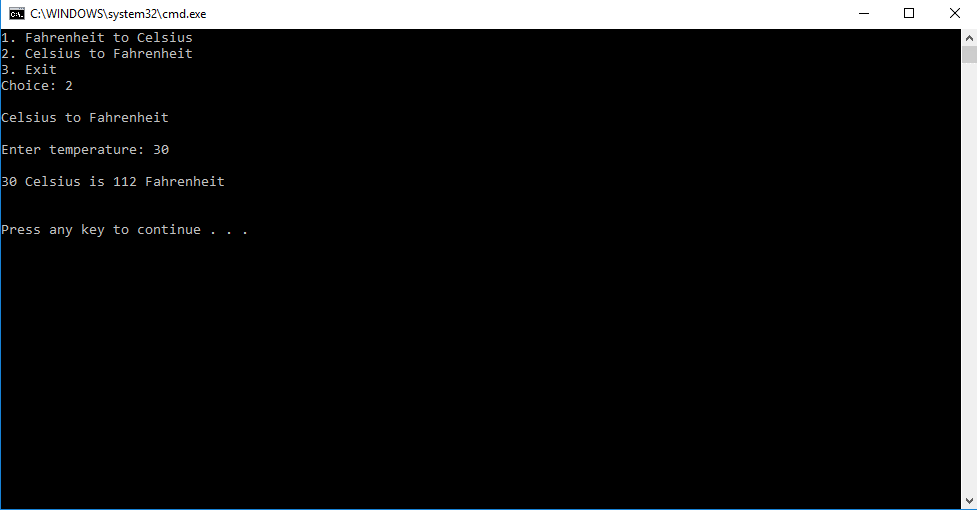 C:\WINDOWS\system32\cmd.exe
1. Fahrenheit to Celsius
2. Celsius to Fahrenheit
3. Exit
Choice: 2
Celsius to Fahrenheit
Enter temperature: 30
30 Celsius is 112 Fahrenheit
Press any key to continue . . .